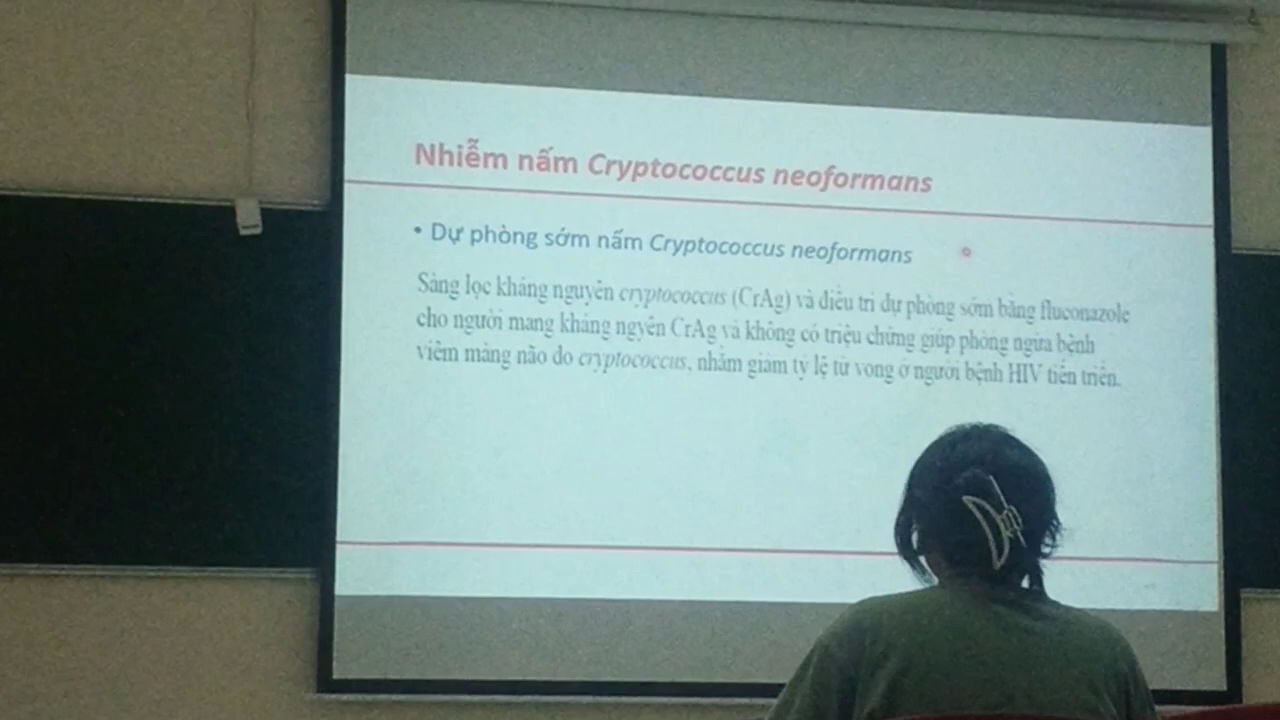 Nhiễm nấm Cryptococcus neoformans
• Dự phòng sớm nấm Cryptococcus neoformans
Sàng lọc kháng nguyên cryptococcus (CrAg) và điều trị dự phòng sớm bằng fluconazole
cho người mang kháng ngyên CrAg và không có triệu chứng giúp phòng ngừa bệnh
viêm màng não do cryptococcus, nhằm giảm tỷ lệ tử vong ở người bệnh HIV tiến triển.